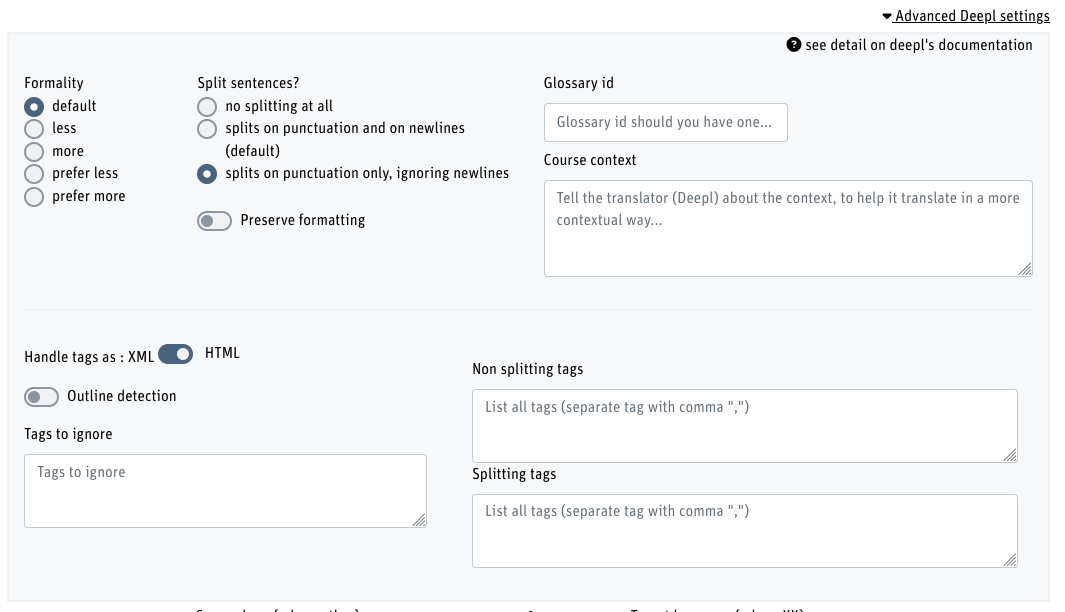 Advanced Deepl settings
see detail on deepl's documentation
Formality
default
less
more
prefer less
prefer more
Split sentences?
no splitting at all
splits on punctuation and on newlines
(default)
splits on punctuation only, ignoring newlines
Preserve formatting
Glossary id
Glossary id should you have one...
Course context
Tell the translator (Deepl) about the context, to help it translate in a more
contextual way...
Handle tags as : XML HTML
Outline detection
Tags to ignore
Tags to ignore
Non splitting tags
List all tags (separate tag with comma ",")
Splitting tags
List all tags (separate tag with comma ",")